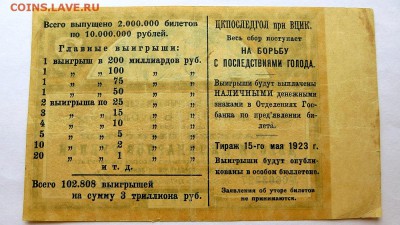 COINS.LAVE.RU
Всего выпущено 2.000.000 билетов
по 10.000.000 рублей.
Главные выигрыши:
1 выигрыш в 200 миллиардов руб.
1 „ „ 100 „ „
1 „ „ 75 „ „
1 „ „ 50 „ „
2 выигрыша по 25 „ „
3 „ „ 15 „ „
4 „ „ 10 „ „
5 „ „ 5 „ „
10 „ „ 2 „ „
20 „ „ 1 „ „
и т. д.
Всего 102.808 выигрышей
на сумму 3 триллиона руб.
ЦКПОСЛЕДГОЛ при ВЦИК.
Весь сбор поступает
НА БОРЬБУ
С ПОСЛЕДСТВИЯМИ ГОЛОДА.
Выигрыши будут выплачены
НАЛИЧНЫМИ денежными
знаками в Отделениях Гос-
банка по пред'явлении би-
лета.
Тираж 15-го мая 1923 г.
Выигрыши будут опубли-
кованы в особом бюллетене.
Заявления об утере билетов
не принимаются.